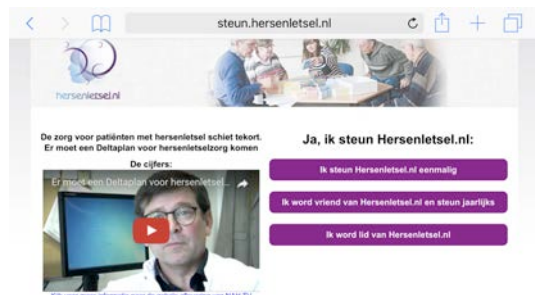 steun.hersenletsel.nl
hersenletsel.nl
De zorg voor patiënten met hersenletsel schiet tekort.
Er moet een Deltaplan voor hersenletselzorg komen
De cijfers:
Er moet een Deltaplan voor hersenletsel...
Ja, ik steun Hersenletsel.nl:
Ik steun Hersenletsel.nl eenmalig
Ik word vriend van Hersenletsel.nl en steun jaarlijks
Ik word lid van Hersenletsel.nl